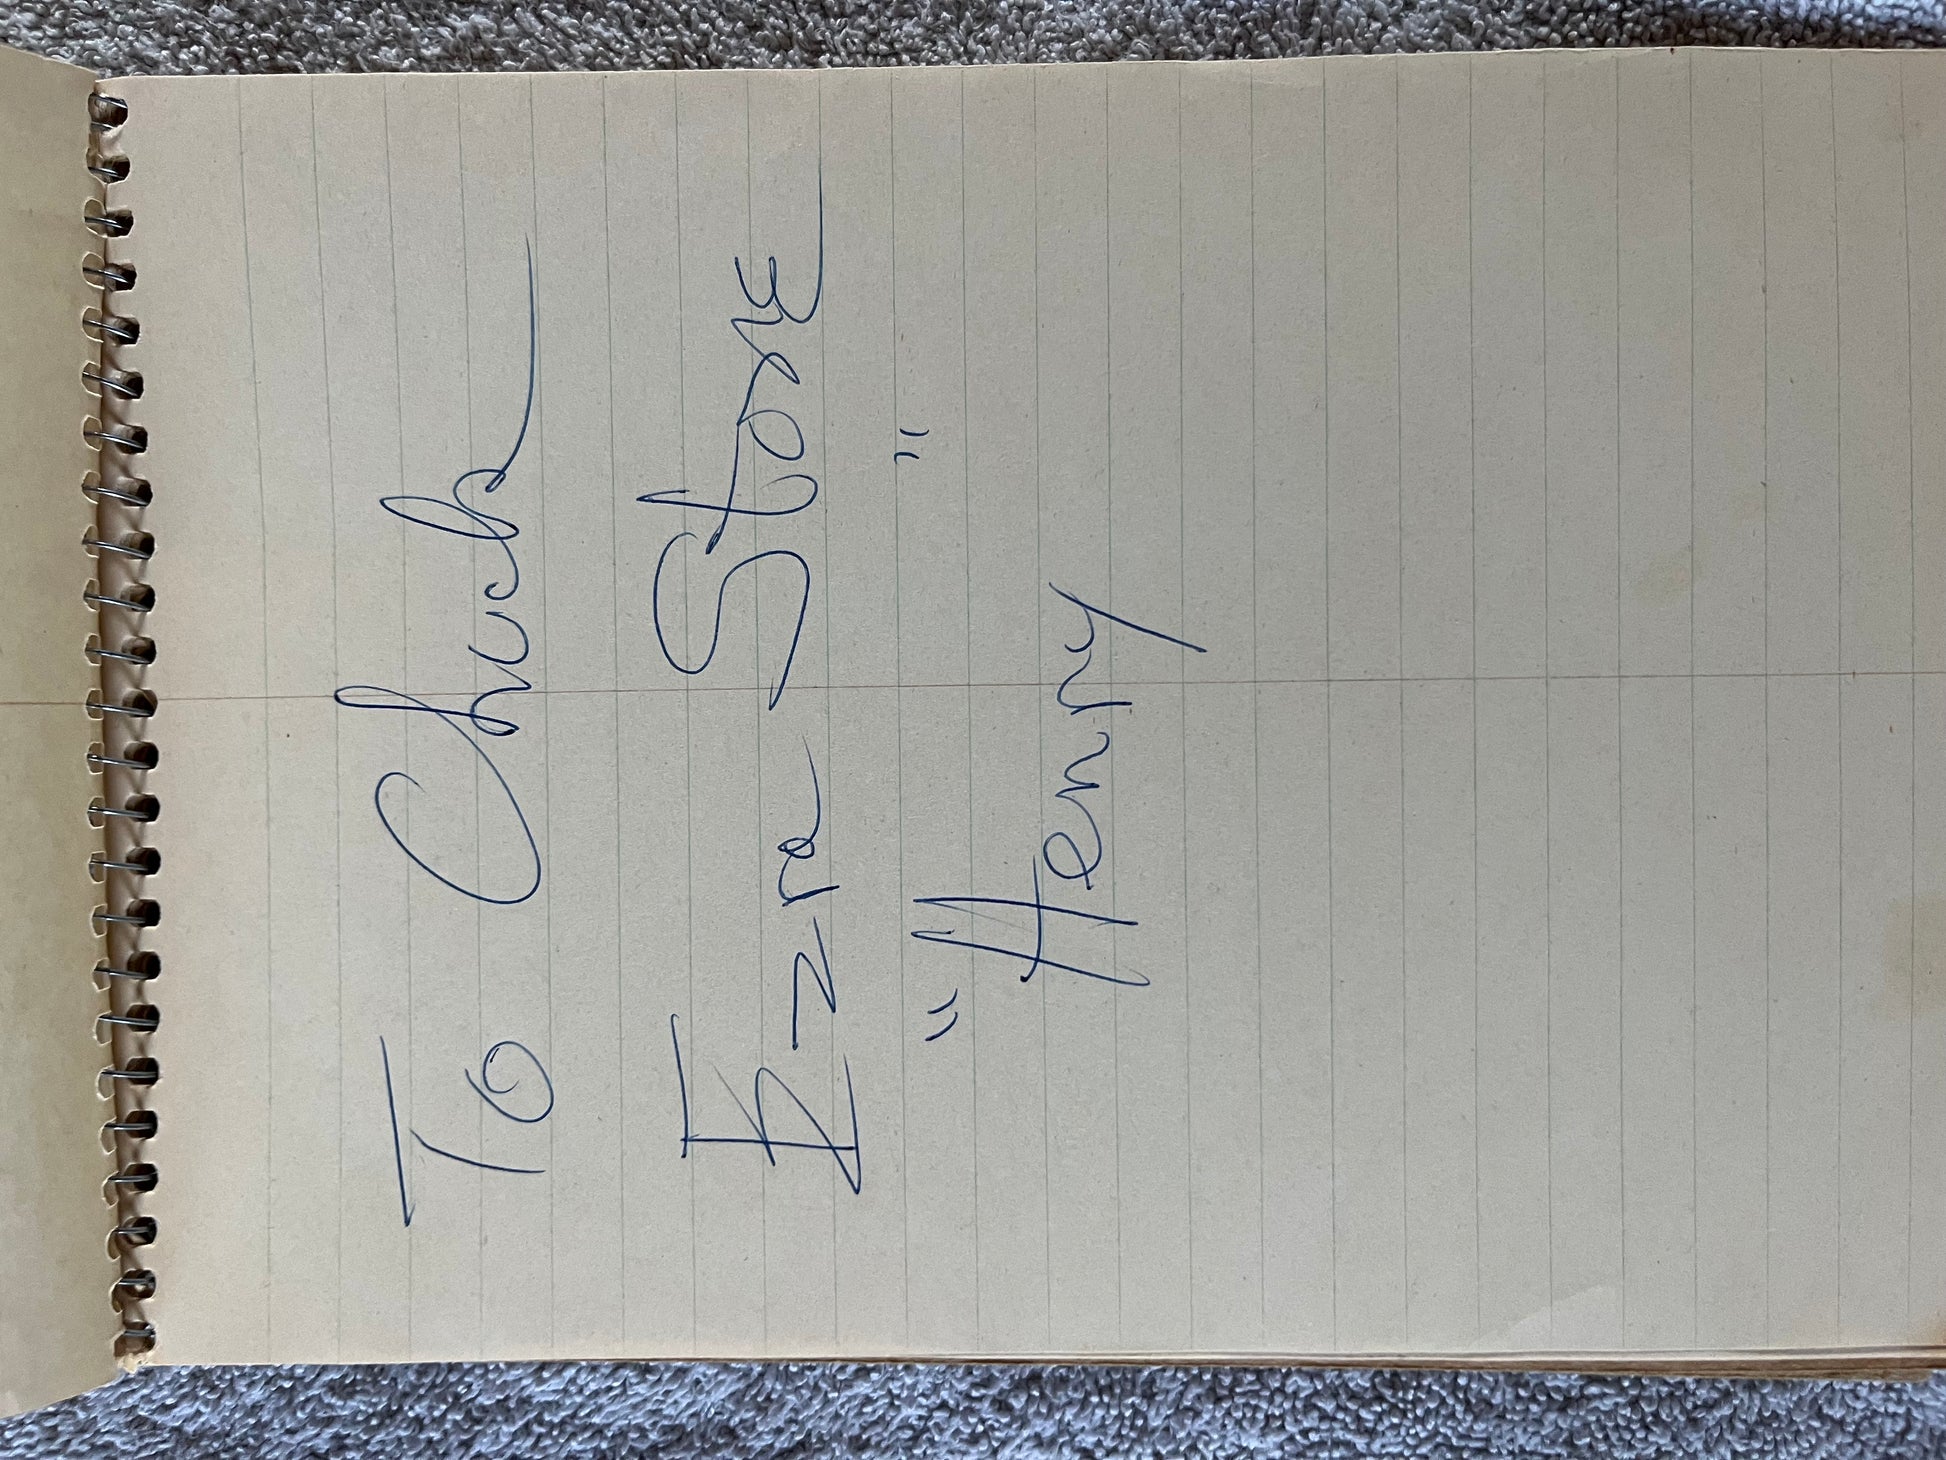 To Chuck
Ezra Stone
"Henry"